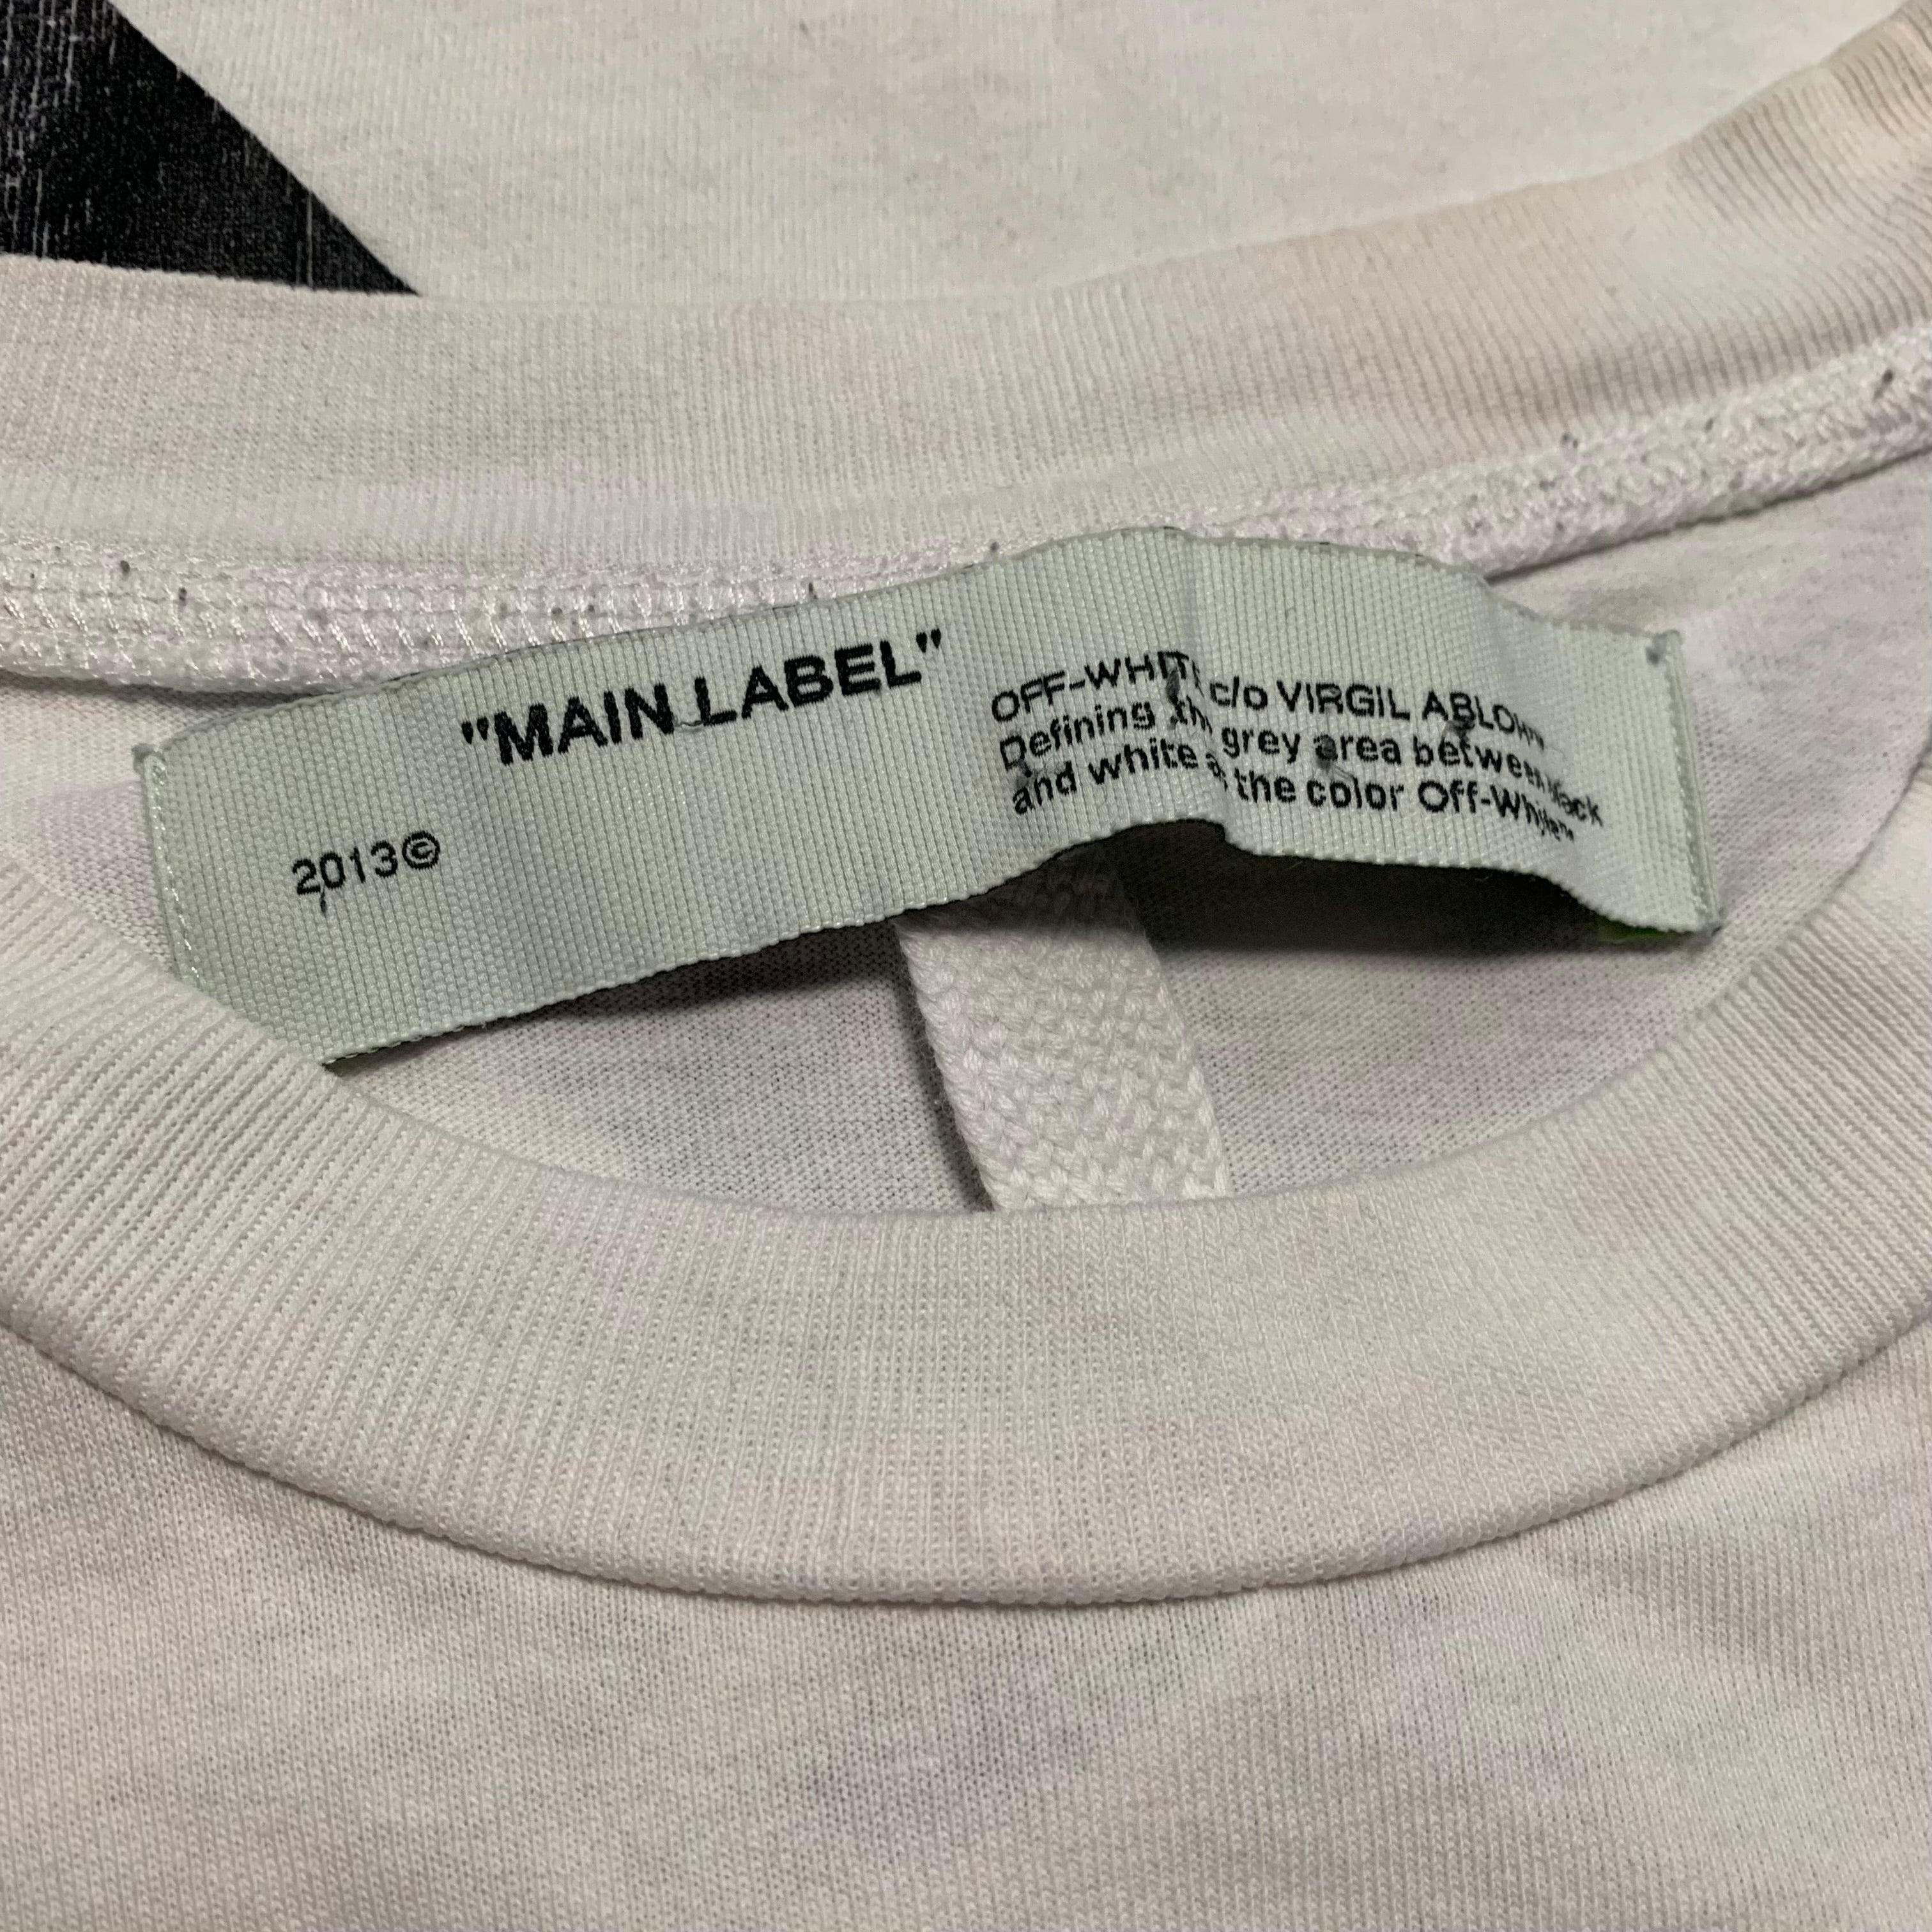 "MAIN LABEL"
2013©
OFF-WHITE c/o VIRGIL ABLOH™
Defining the grey area between black
and white as the color Off-White™